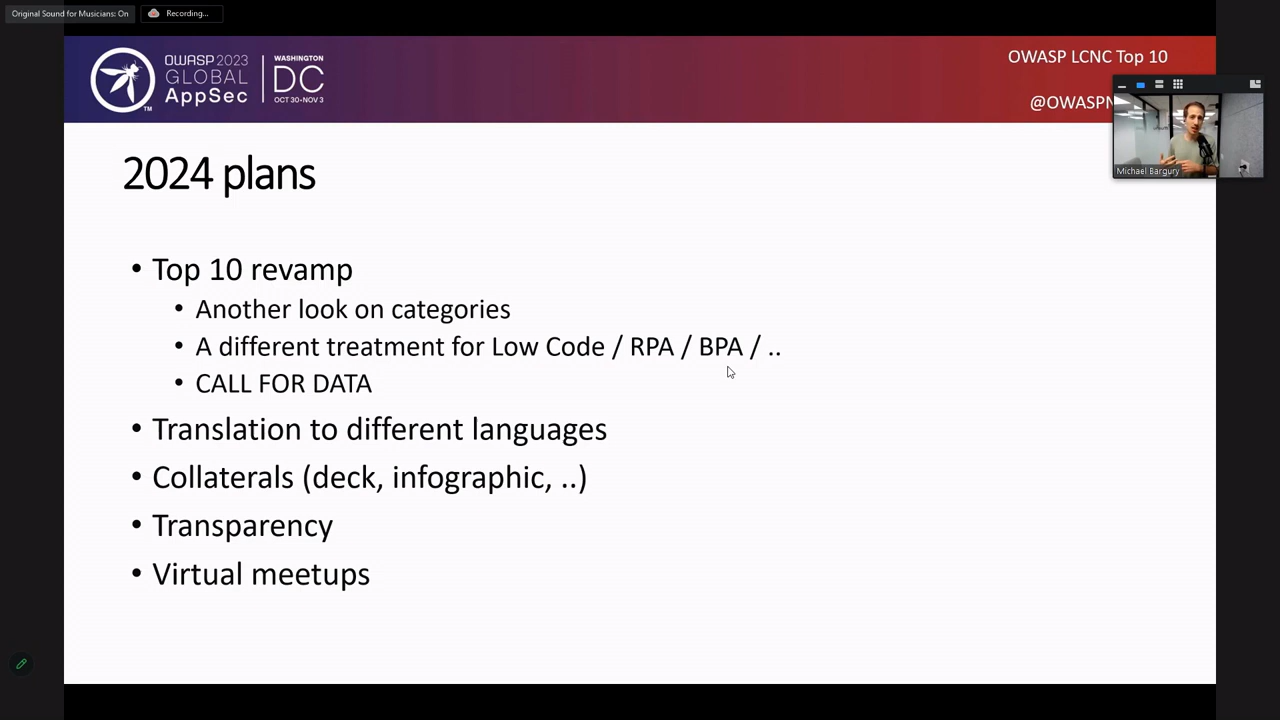 Original Sound for Musicians: On
Recording...
OWASP 2023
GLOBAL
AppSec
TM
WASHINGTON
DC
OCT 30-NOV 3
OWASP LCNC Top 10
@OWASPN
Michael Bargury
2024 plans
• Top 10 revamp
• Another look on categories
• A different treatment for Low Code / RPA / BPA / ..
• CALL FOR DATA
• Translation to different languages
• Collaterals (deck, infographic, ..)
• Transparency
• Virtual meetups